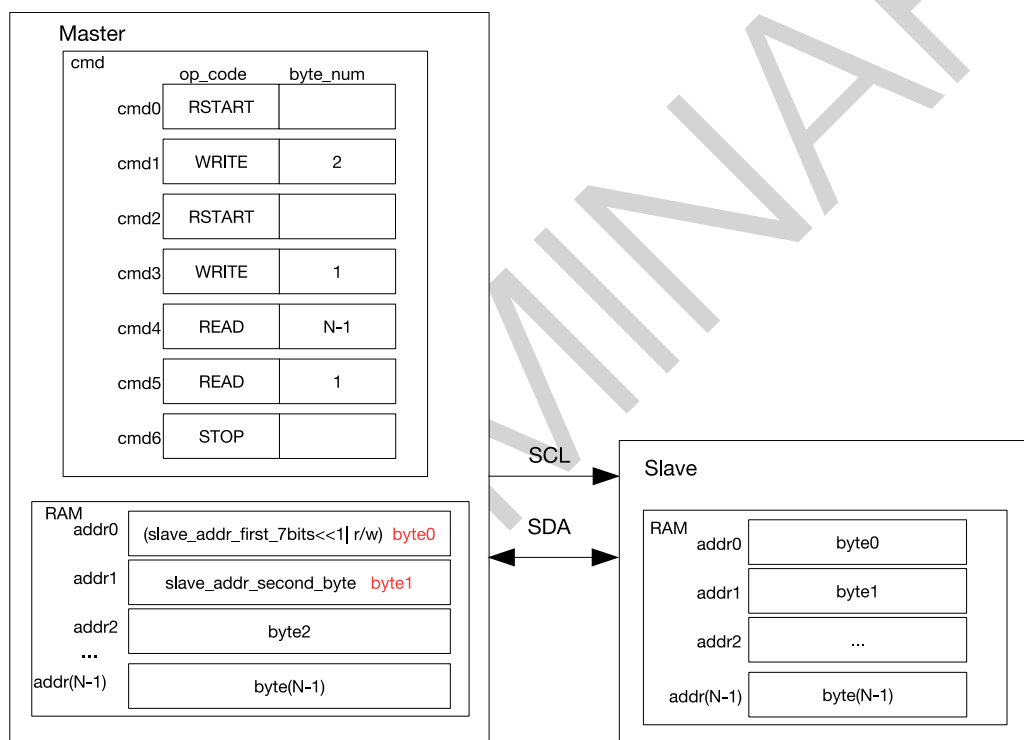 Master
cmd
op_code byte_num
cmd0 RSTART
cmd1 WRITE 2
cmd2 RSTART
cmd3 WRITE 1
cmd4 READ N-1
cmd5 READ 1
cmd6 STOP
SCL
SDA
RAM
addr0 (slave_addr_first_7bits<<1| r/w) byte0
addr1 slave_addr_second_byte byte1
addr2 byte2
...
addr(N-1) byte(N-1)
Slave
RAM
addr0 byte0
addr1 byte1
addr2 ...
addr(N-1) byte(N-1)
MINAR